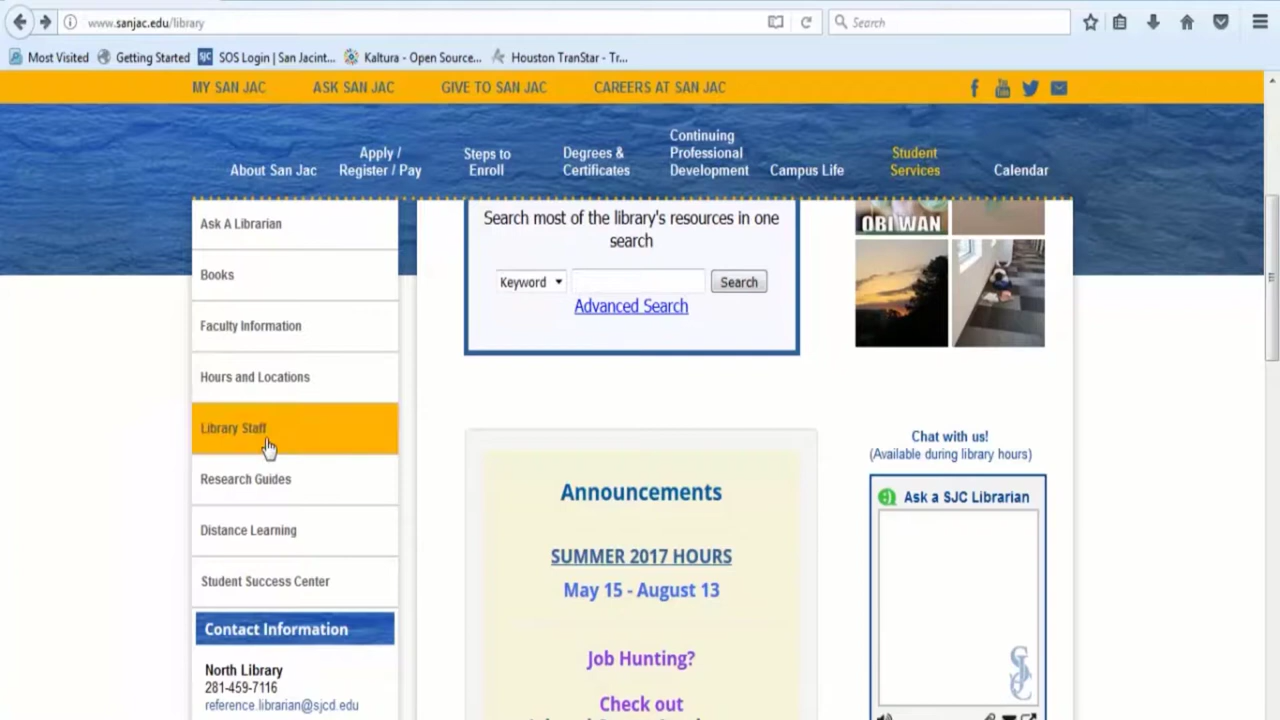 www.sanjac.edu/library
Search
Most Visited
Getting Started
SOS Login | San Jacint...
Kaltura - Open Source...
Houston TranStar - Tr...
MY SAN JAC
ASK SAN JAC
GIVE TO SAN JAC
CAREERS AT SAN JAC
About San Jac
Apply /
Register / Pay
Steps to
Enroll
Degrees &
Certificates
Continuing
Professional
Development
Campus Life
Student
Services
Calendar
Ask A Librarian
Books
Faculty Information
Hours and Locations
Library Staff
Research Guides
Distance Learning
Student Success Center
Contact Information
North Library
281-459-7116
reference.librarian@sjcd.edu
Search most of the library's resources in one
search
Keyword
Search
Advanced Search
Announcements
SUMMER 2017 HOURS
May 15 - August 13
Job Hunting?
Check out
OBI WAN
Chat with us!
(Available during library hours)
Ask a SJC Librarian
SJC